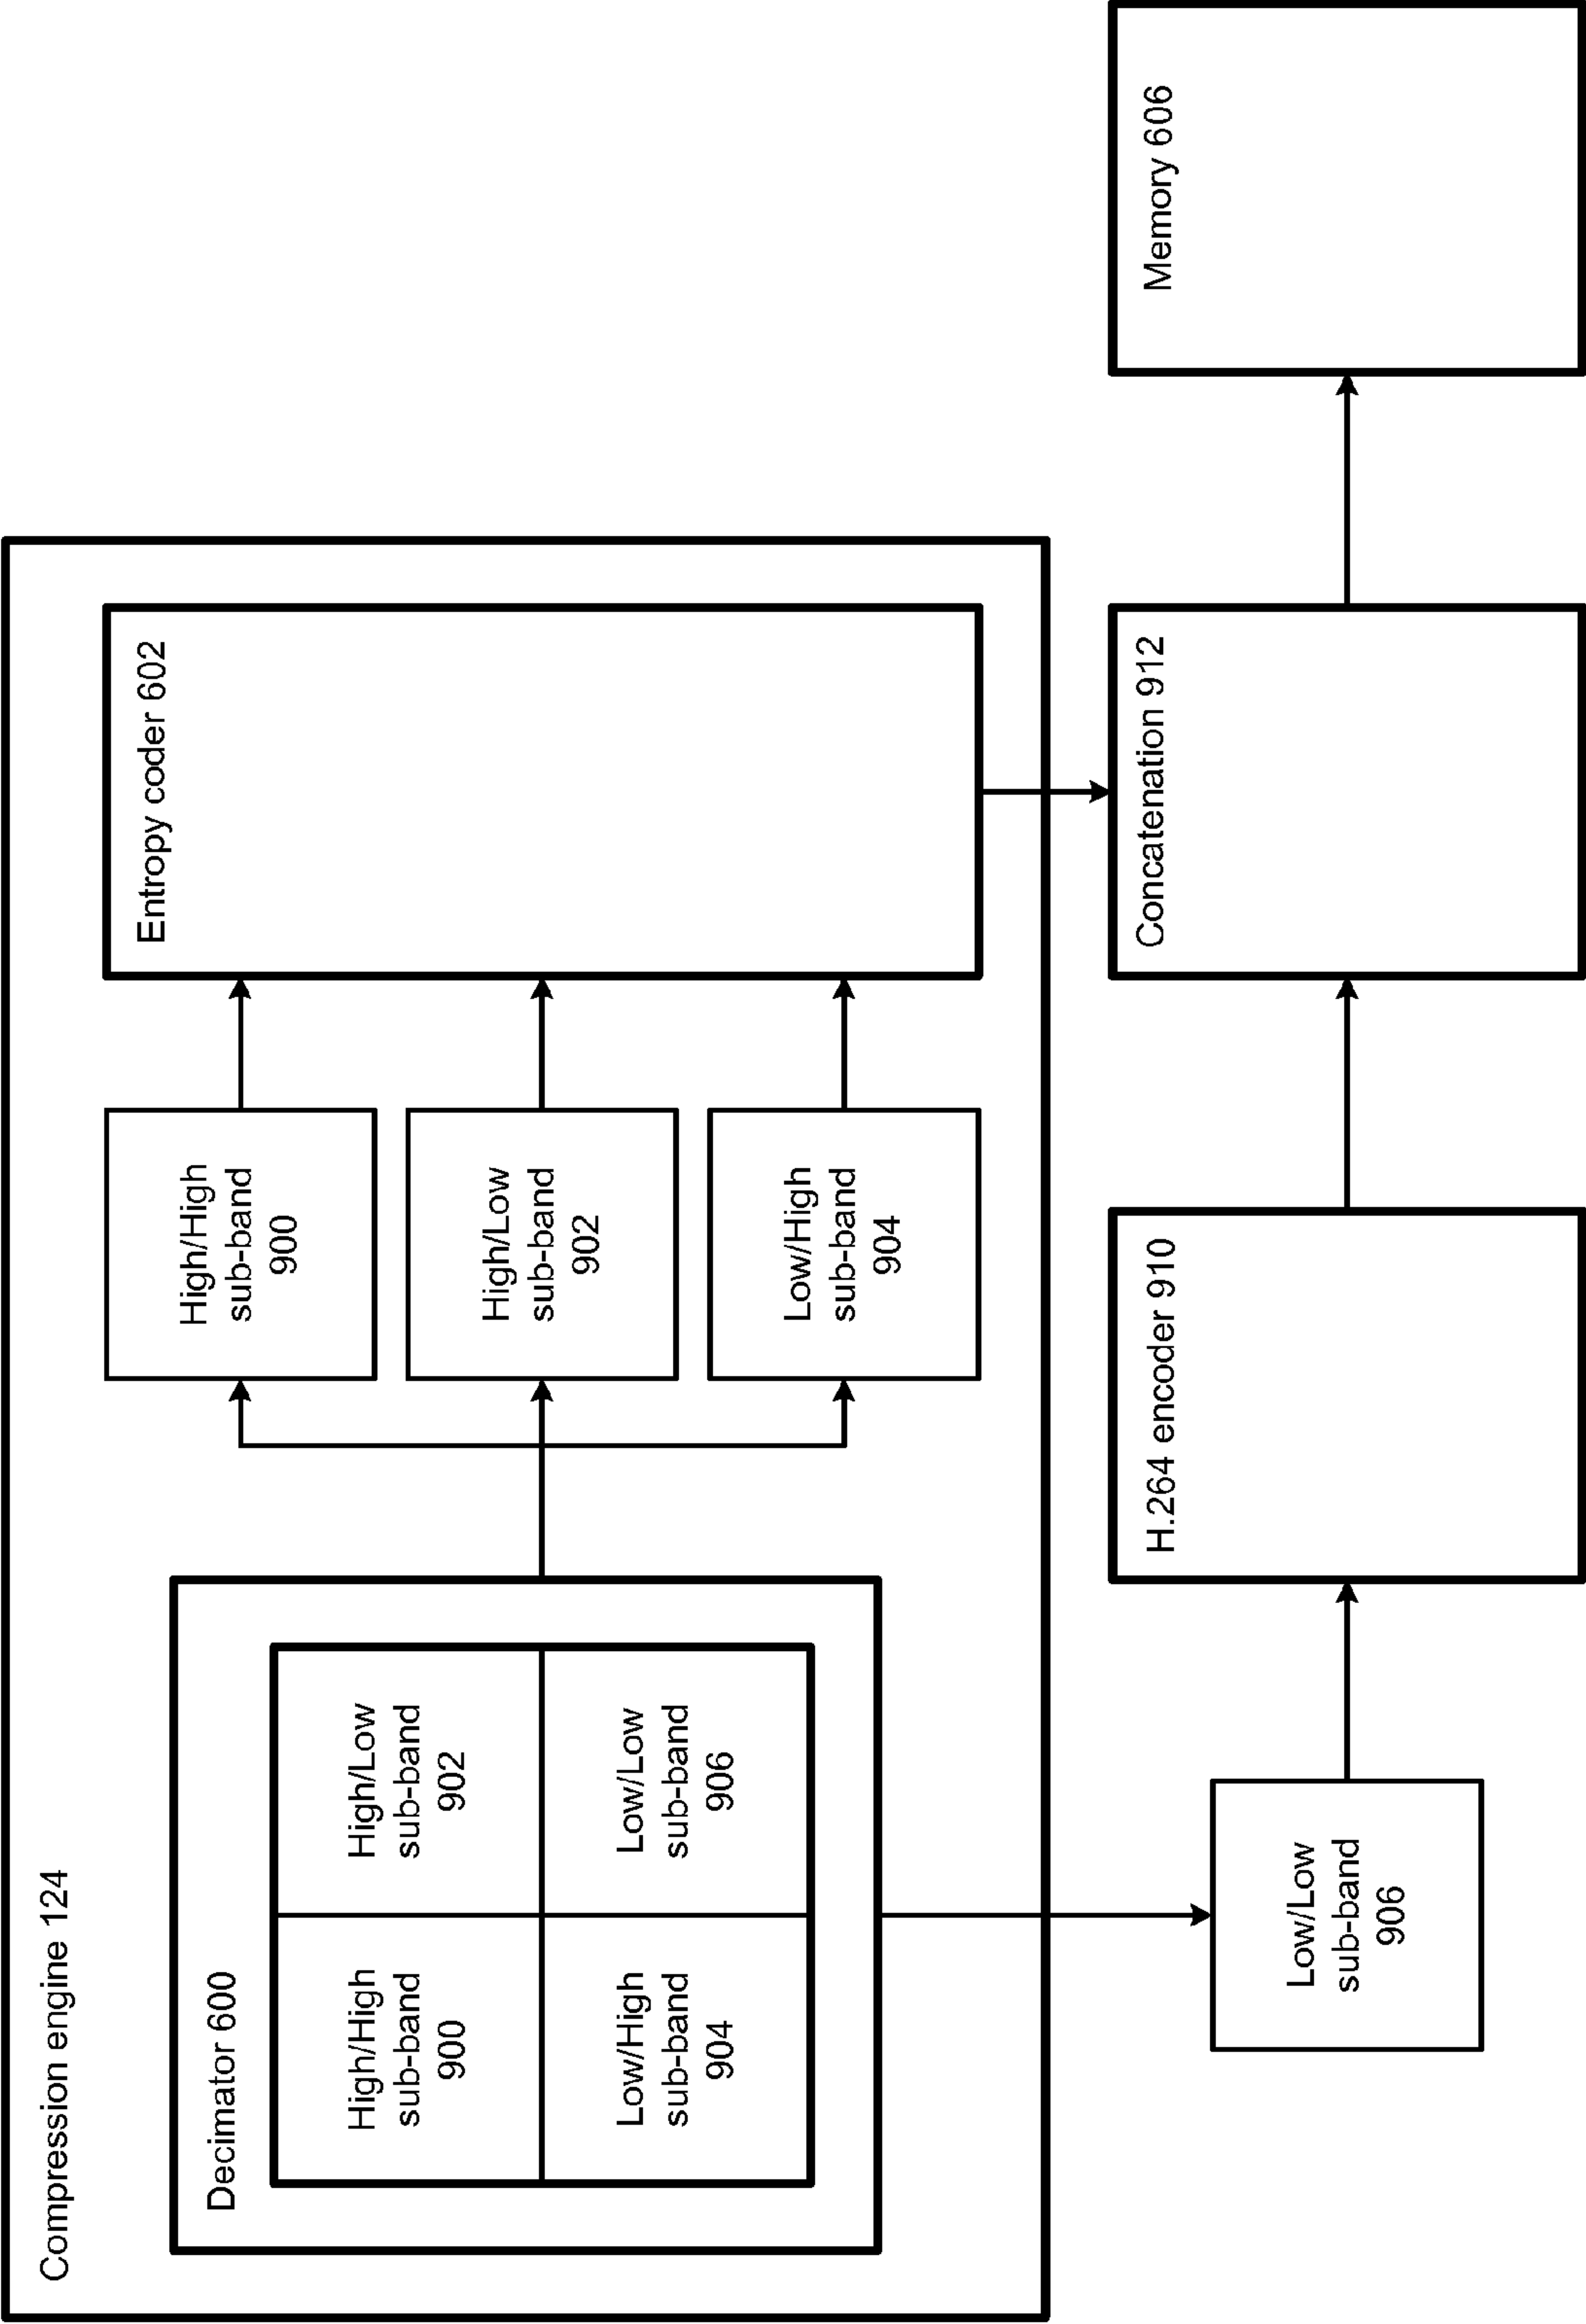 Compression engine 124
Decimator 600
High/High
sub-band
900
High/Low
sub-band
902
Low/High
sub-band
904
Low/Low
sub-band
906
High/High
sub-band
900
High/Low
sub-band
902
Low/High
sub-band
904
Entropy coder 602
Low/Low
sub-band
906
H.264 encoder 910
Concatenation 912
Memory 606